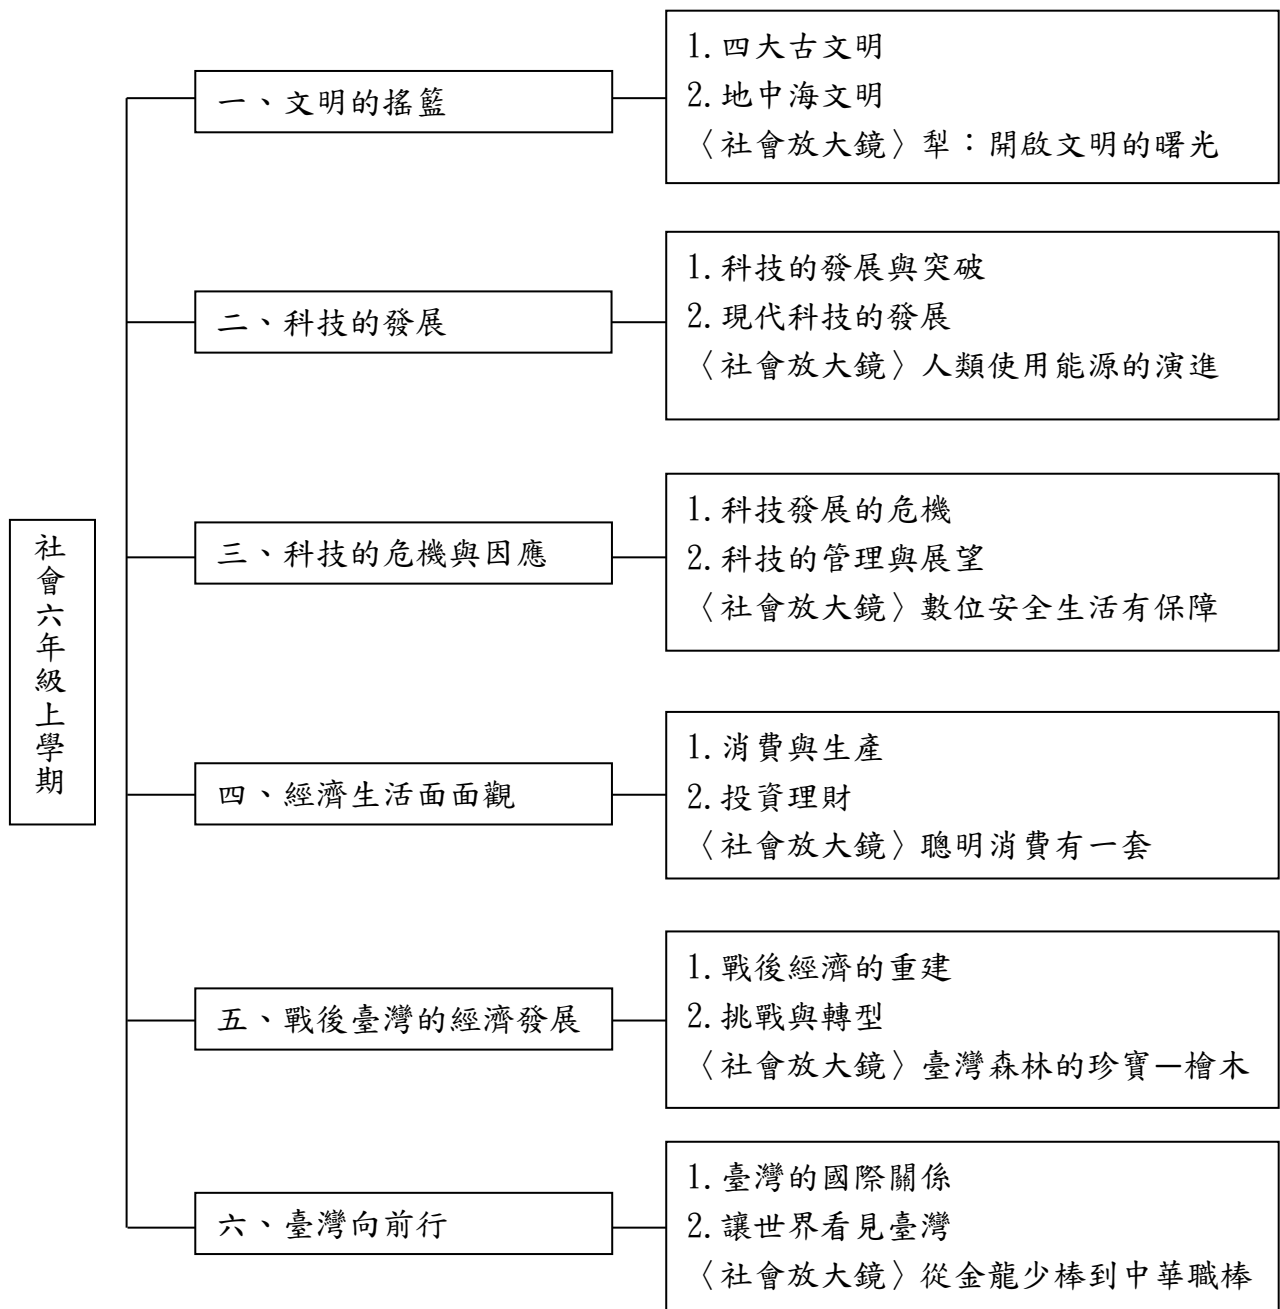 社會六年級上學期
一、文明的搖籃
1.四大古文明
2.地中海文明
〈社會放大鏡〉犁：開啟文明的曙光
二、科技的發展
1.科技的發展與突破
2.現代科技的發展
〈社會放大鏡〉人類使用能源的演進
三、科技的危機與因應
1.科技發展的危機
2.科技的管理與展望
〈社會放大鏡〉數位安全生活有保障
四、經濟生活面面觀
1.消費與生產
2.投資理財
〈社會放大鏡〉聰明消費有一套
五、戰後臺灣的經濟發展
1.戰後經濟的重建
2.挑戰與轉型
〈社會放大鏡〉臺灣森林的珍寶—檜木
六、臺灣向前行
1.臺灣的國際關係
2.讓世界看見臺灣
〈社會放大鏡〉從金龍少棒到中華職棒